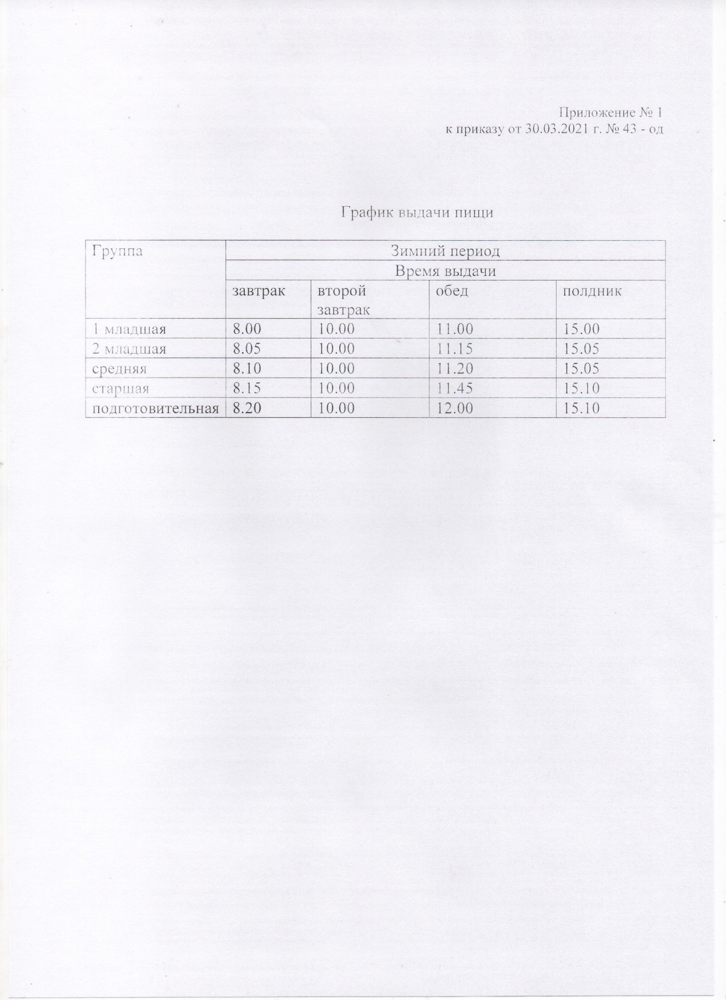 Приложение № 1
к приказу от 30.03.2021 г. № 43 - од
График выдачи пищи
Группа Зимний период
Время выдачи
завтрак второй завтрак обед полдник
1 младшая 8.00 10.00 11.00 15.00
2 младшая 8.05 10.00 11.15 15.05
средняя 8.10 10.00 11.20 15.05
старшая 8.15 10.00 11.45 15.10
подготовительная 8.20 10.00 12.00 15.10